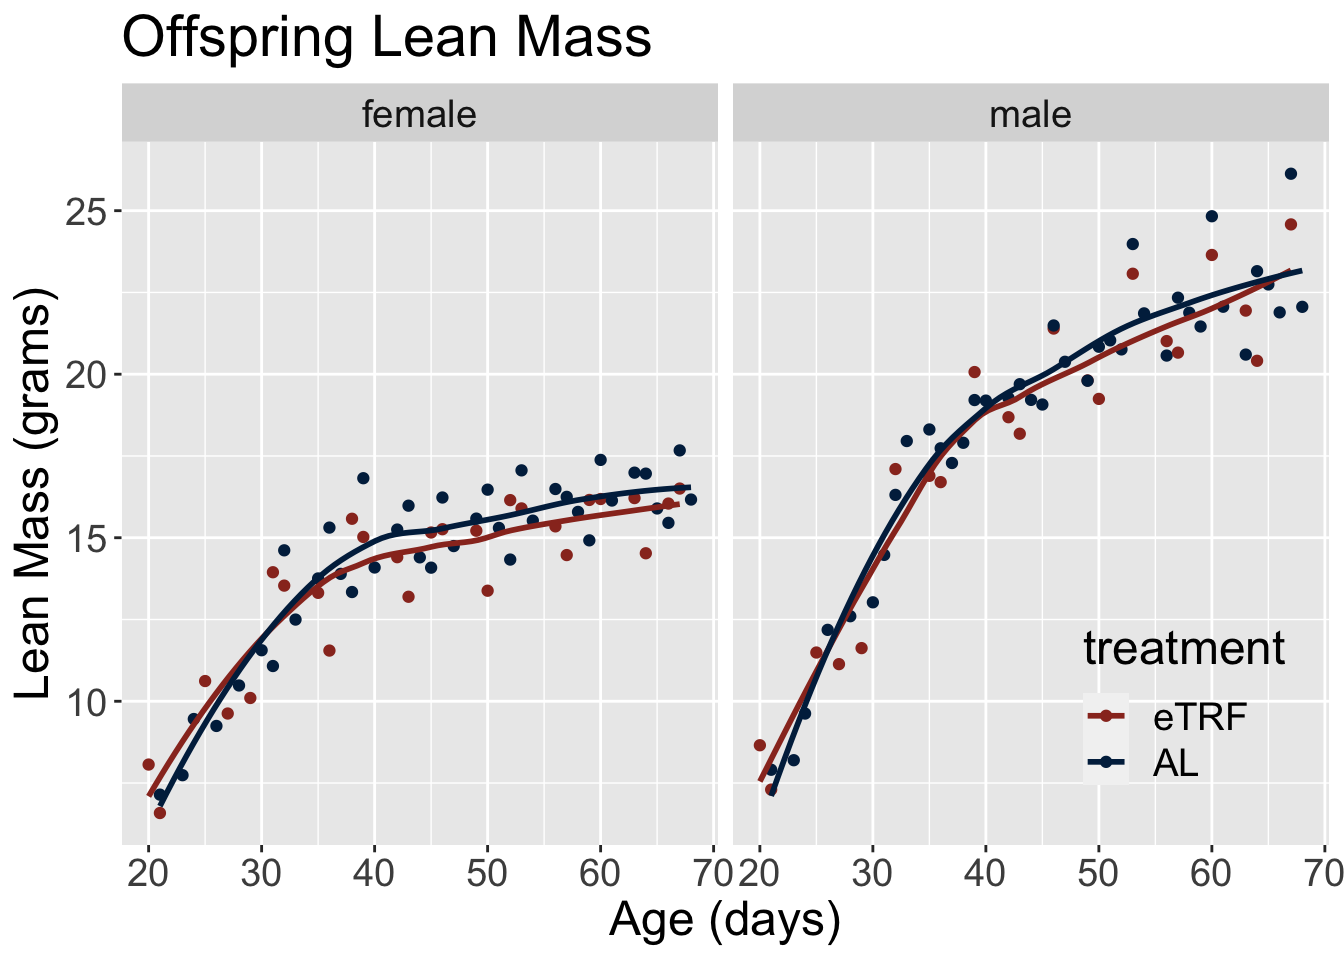 Offspring Lean Mass
female male
Lean Mass (grams)
25
20
15
10
20 30 40 50 60 70 20 30 40 50 60 70
Age (days)
treatment
eTRF
AL